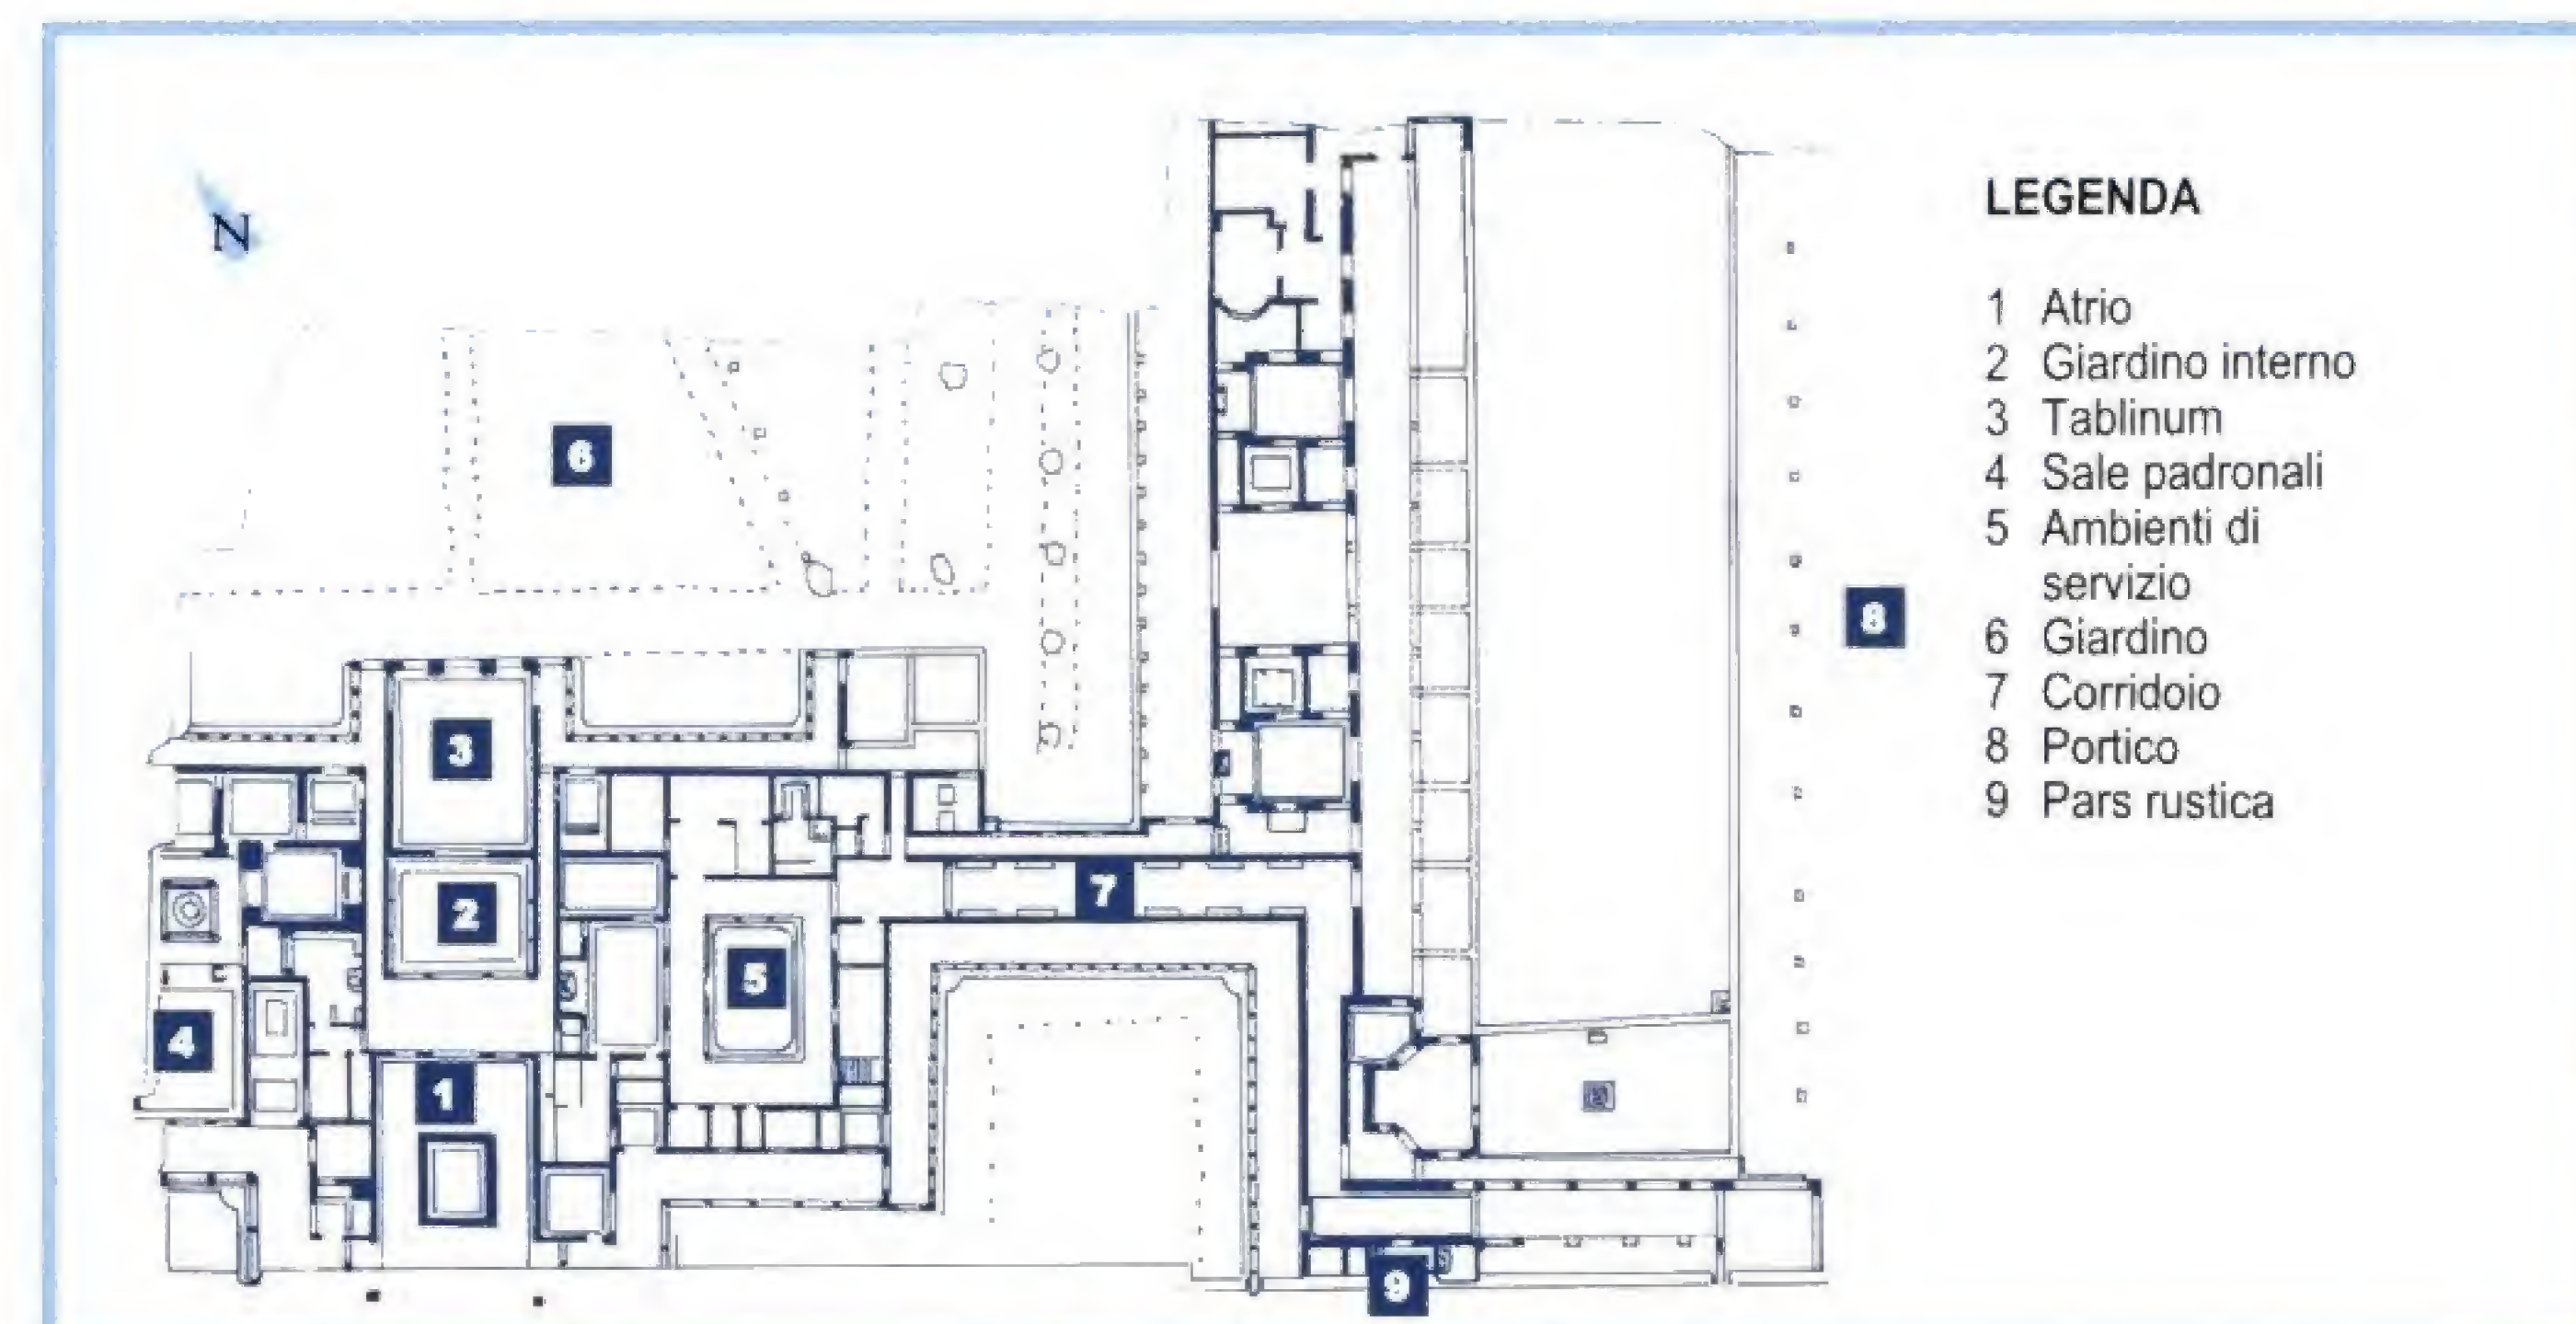 N
LEGENDA
1 Atrio
2 Giardino interno
3 Tablinum
4 Sale padronali
5 Ambienti di
servizio
6 Giardino
7 Corridoio
8 Portico
9 Pars rustica
6
8
3
7
2
5
4
1
9